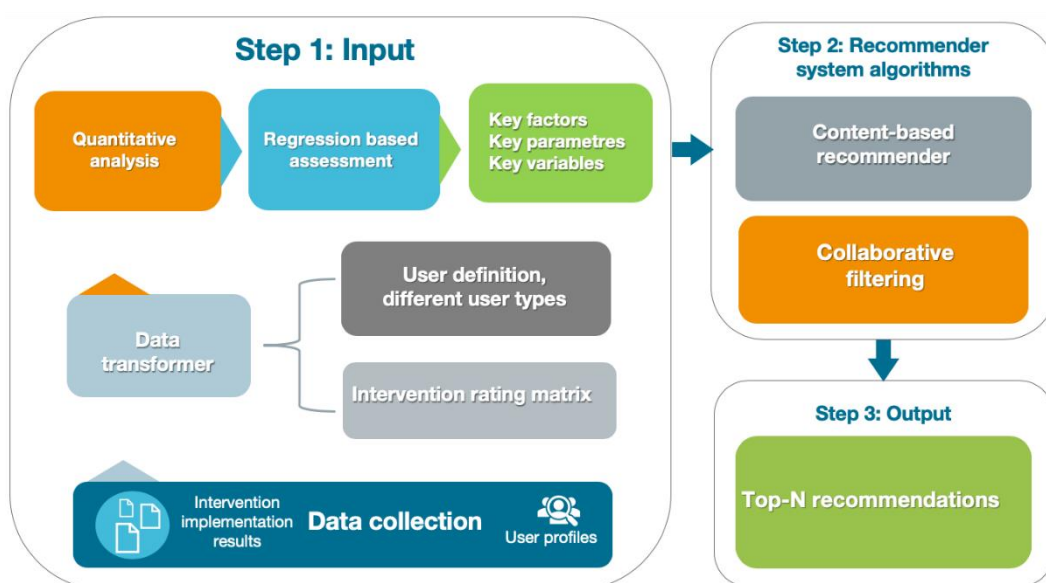 Step 1: Input
Quantitative
analysis
Regression based
assessment
Key factors
Key parametres
Key variables
User definition,
different user types
Data
transformer
Intervention rating matrix
Intervention
implementation
results
Data collection
User profiles
Step 2: Recommender
system algorithms
Content-based
recommender
Collaborative
filtering
Step 3: Output
Top-N recommendations